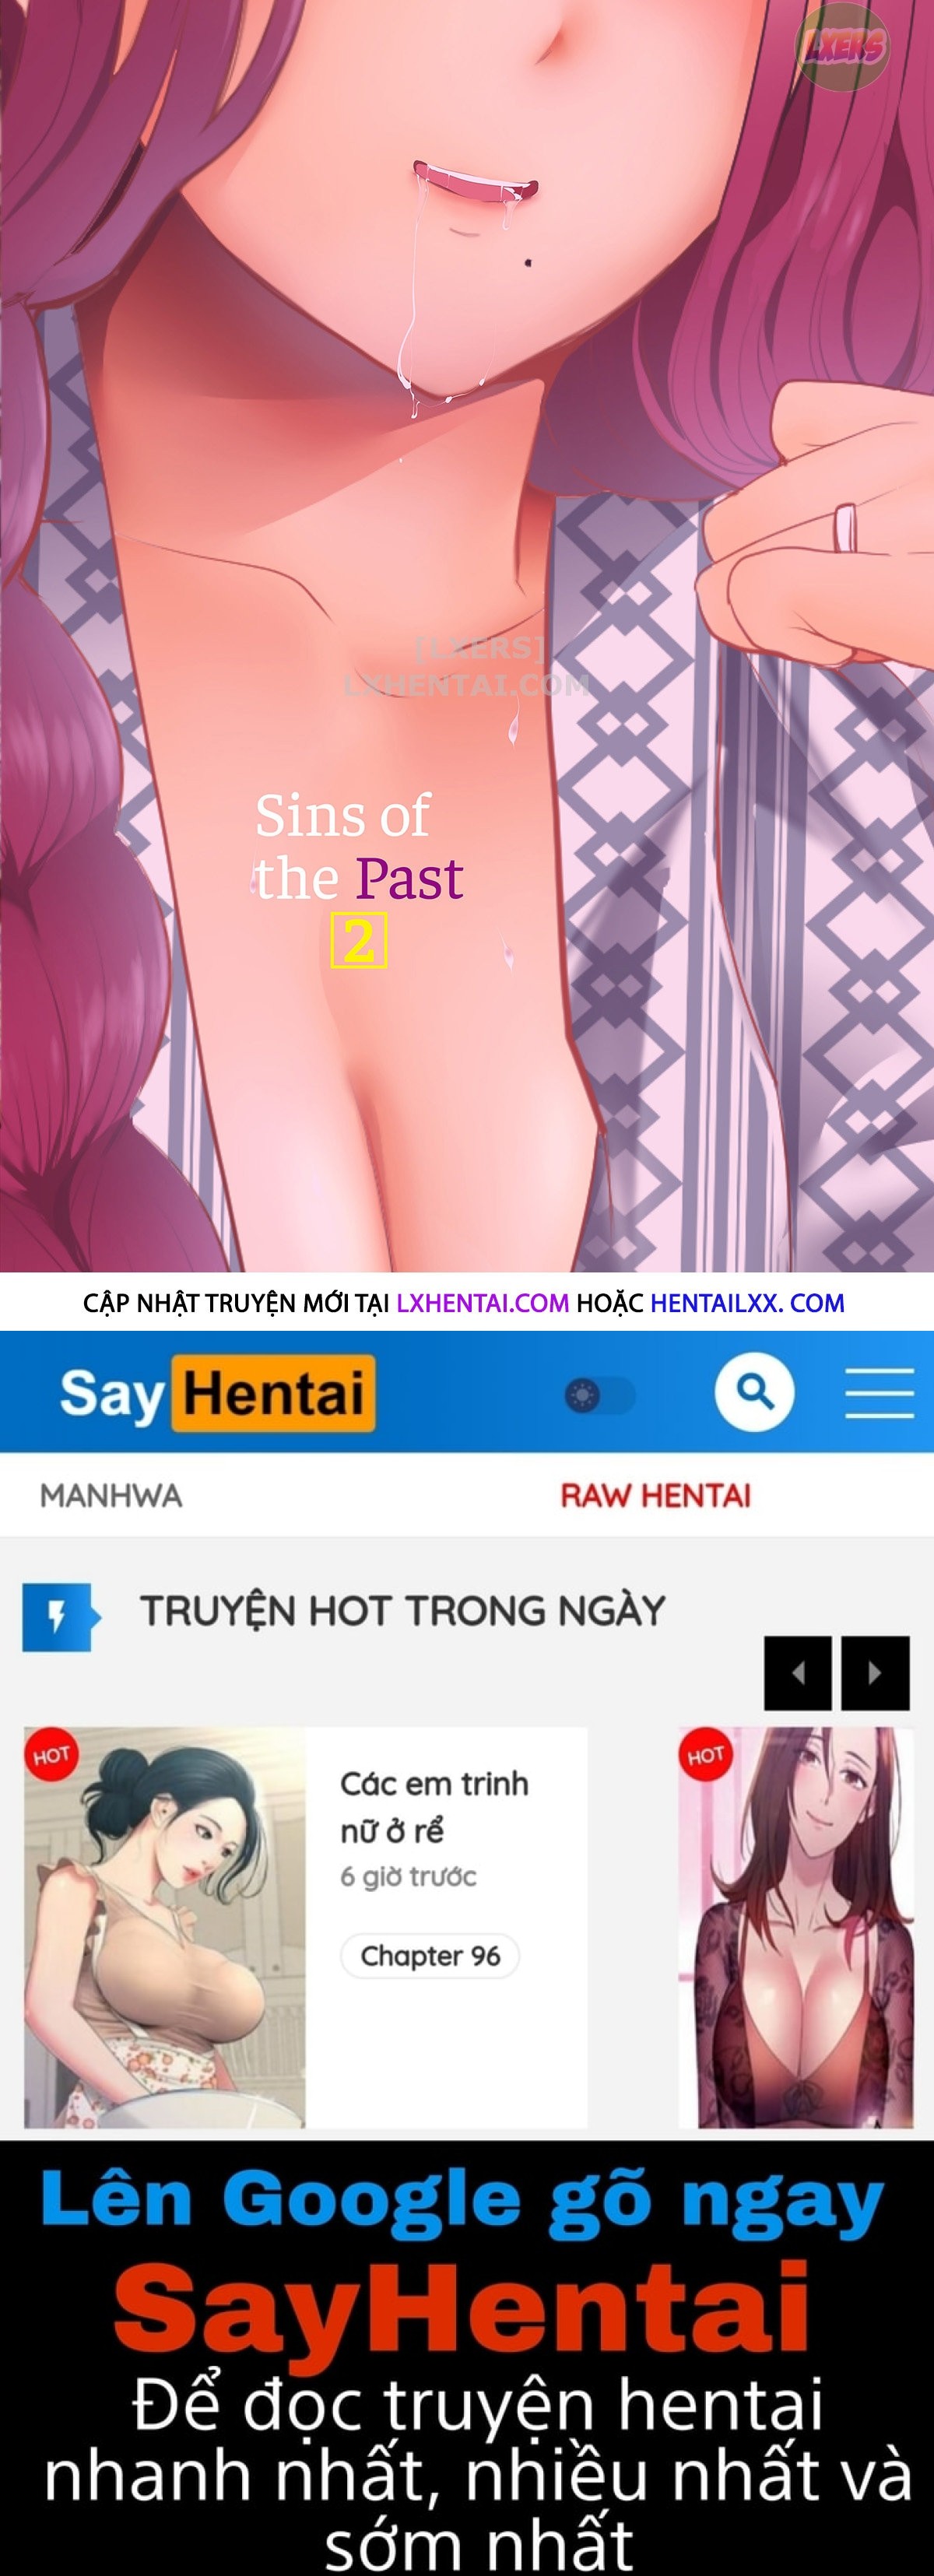 LXERS
[LXERS]
LXHENTAI.COM
Sins of
the Past
2
CẬP NHẬT TRUYỆN MỚI TẠI LXHENTAI.COM HOẶC HENTAILXX. COM
Say Hentai
MANHWA RAW HENTAI
TRUYỆN HOT TRONG NGÀY
HOT
Các em trinh
nữ ở rể
6 giờ trước
Chapter 96
HOT
Lên Google gõ ngay
SayHentai
Để đọc truyện hentai
nhanh nhất, nhiều nhất và
sớm nhất